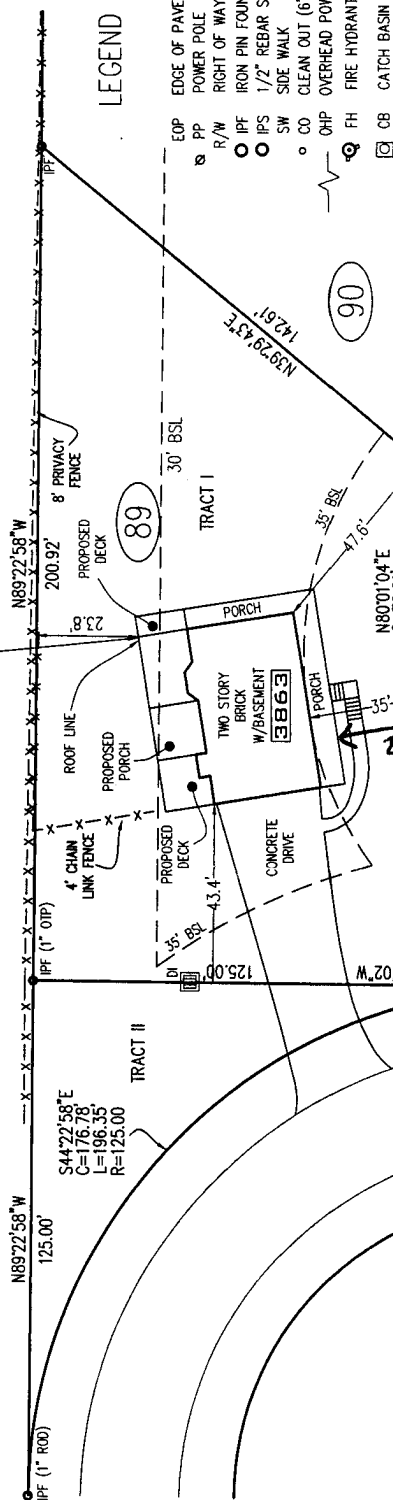 LEGEND
EOP EDGE OF PAVE
PP POWER POLE
R/W RIGHT OF WAY
IPF IRON PIN FOUN
IPS 1/2" REBAR S
SW SIDE WALK
CO CLEAN OUT (6"
OHP OVERHEAD POW
FH FIRE HYDRANT
CB CATCH BASIN
IPF
N89°22'58"W
200.92'
8' PRIVACY
FENCE
N39°29'43"E
142.61'
90
30' BSL
89
TRACT I
PROPOSED
DECK
23.8'
ROOF LINE
PROPOSED
PORCH
PORCH
35' BSL
47.6'
N80°01'04"E
TWO STORY
BRICK
W/BASEMENT
3863
PORCH
35'
4' CHAIN
LINK FENCE
PROPOSED
DECK
43.4'
CONCRETE
DRIVE
35' BSL
IPF (1" OTP)
DI
125.00'
02"W
TRACT II
S44°22'58"E
C=176.78'
L=196.35'
R=125.00
N89°22'58"W
125.00'
IPF (1" ROD)